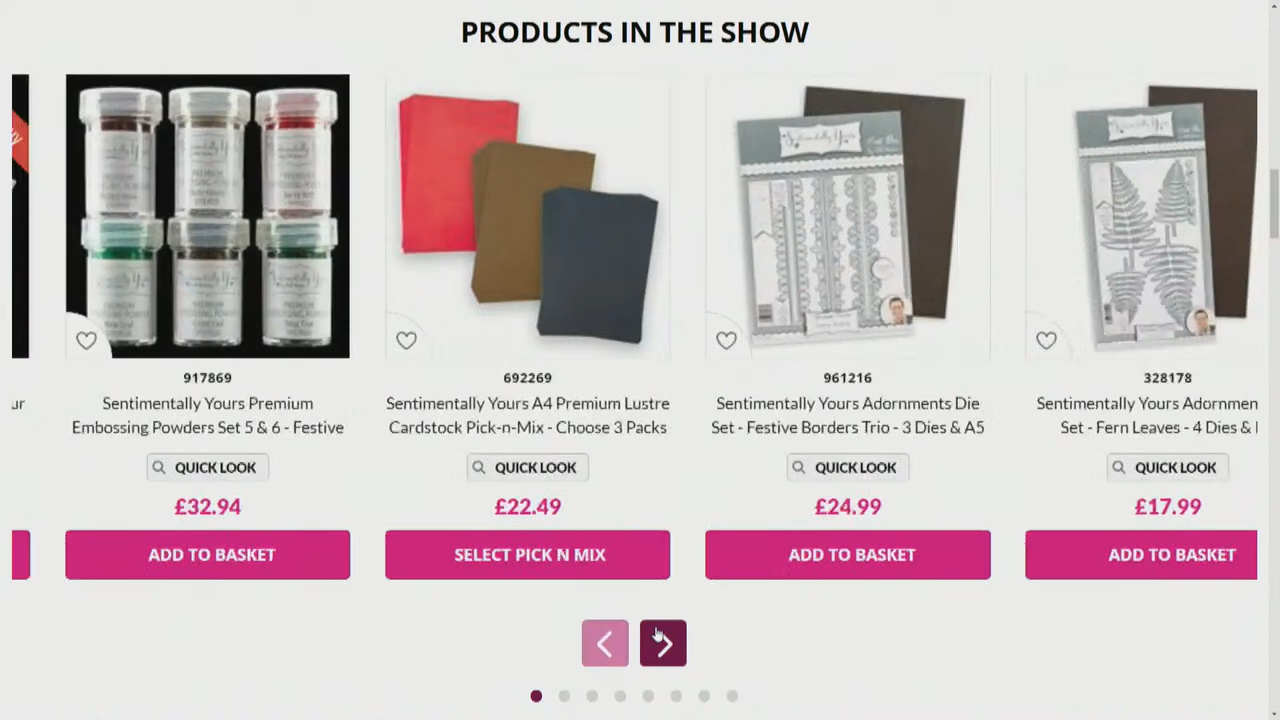 PRODUCTS IN THE SHOW
917869
Sentimentally Yours Premium
Embossing Powders Set 5 & 6 - Festive
QUICK LOOK
£32.94
ADD TO BASKET
692269
Sentimentally Yours A4 Premium Lustre
Cardstock Pick-n-Mix - Choose 3 Packs
QUICK LOOK
£22.49
SELECT PICK N MIX
Sentimentally Yours
961216
Sentimentally Yours Adornments Die
Set - Festive Borders Trio - 3 Dies & A5
QUICK LOOK
£24.99
ADD TO BASKET
328178
Sentimentally Yours Adornmen
Set - Fern Leaves - 4 Dies &
QUICK LOOK
£17.99
ADD TO BASKET